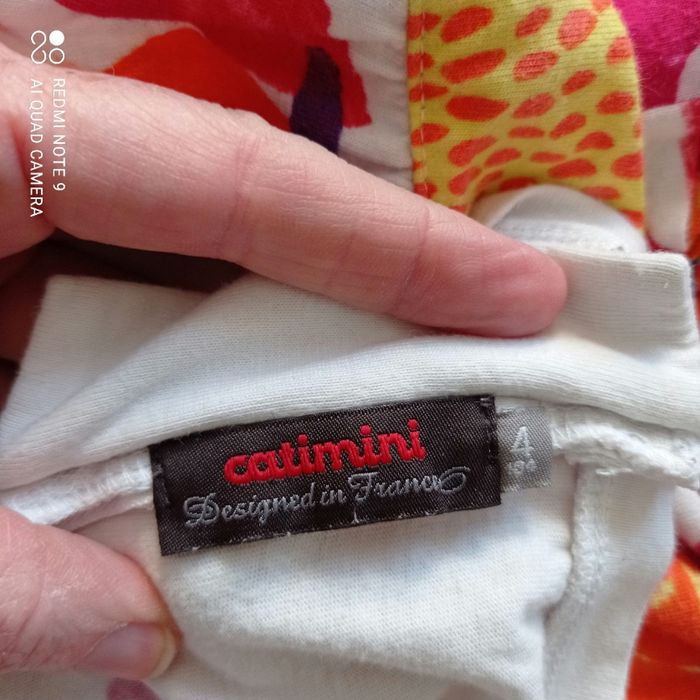 REDMI NOTE 9
AI QUAD CAMERA
catimini
Designed in France
4